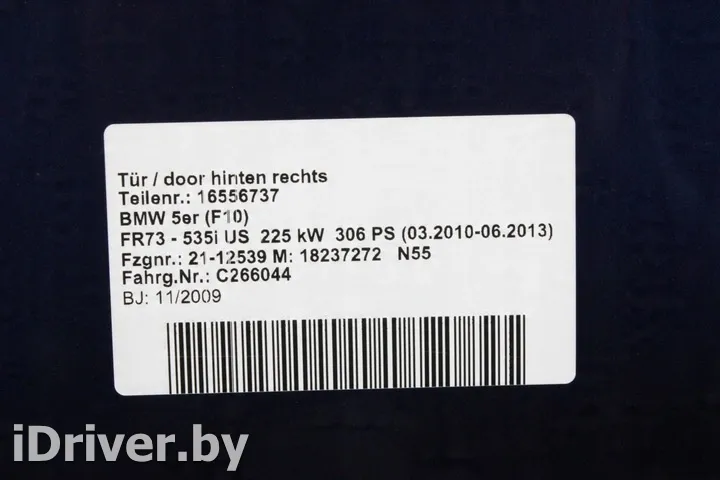 Tür / door hinten rechts
Teilenr.: 16556737
BMW 5er (F10)
FR73 - 535i US 225 kW 306 PS (03.2010-06.2013)
Fzgnr.: 21-12539 M: 18237272 N55
Fahrg.Nr.: C266044
BJ: 11/2009
iDriver.by